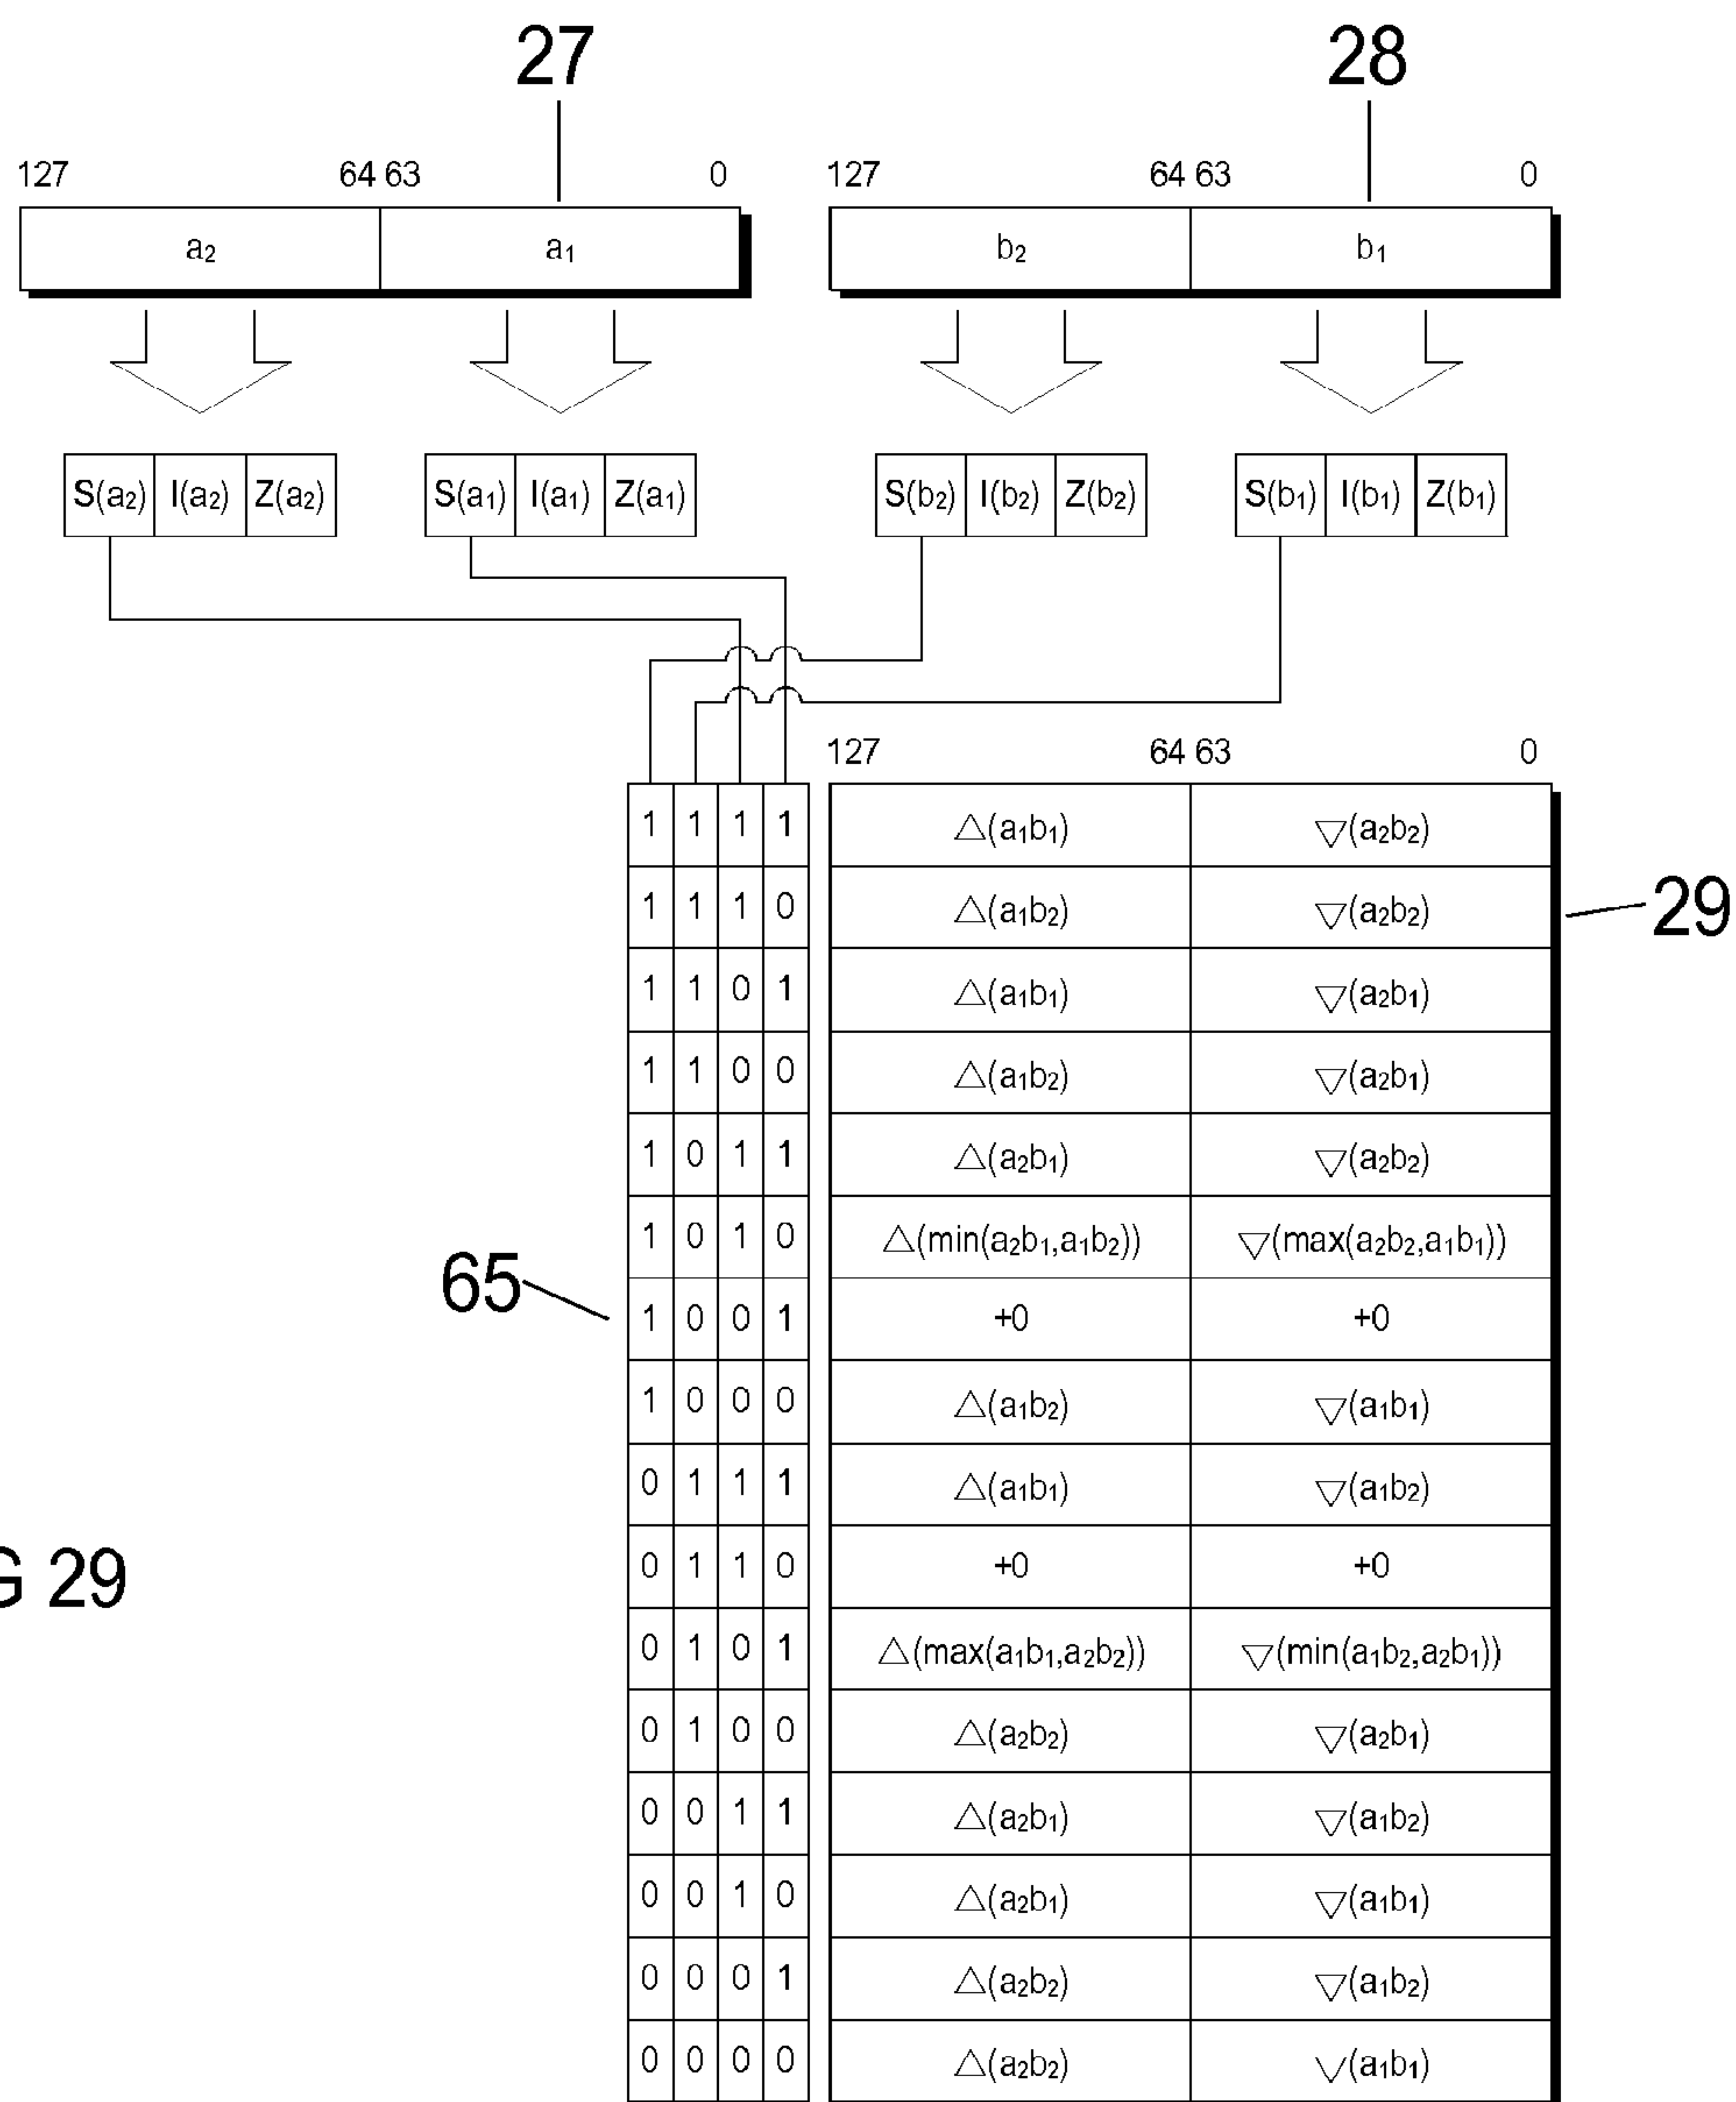 27 28
127 64 63 0 127 64 63 0
a₂ a₁ b₂ b₁
S(a₂) I(a₂) Z(a₂) S(a₁) I(a₁) Z(a₁) S(b₂) I(b₂) Z(b₂) S(b₁) I(b₁) Z(b₁)
127 64 63 0
1 1 1 1 △(a₁b₁) ▽(a₂b₂)
1 1 1 0 △(a₁b₂) ▽(a₂b₂)
29
1 1 0 1 △(a₁b₁) ▽(a₂b₁)
1 1 0 0 △(a₁b₂) ▽(a₂b₁)
1 0 1 1 △(a₂b₁) ▽(a₂b₂)
1 0 1 0 △(min(a₂b₁,a₁b₂)) ▽(max(a₂b₂,a₁b₁))
65
1 0 0 1 +0 +0
1 0 0 0 △(a₁b₂) ▽(a₁b₁)
0 1 1 1 △(a₁b₁) ▽(a₁b₂)
0 1 1 0 +0 +0
G 29
0 1 0 1 △(max(a₁b₁,a₂b₂)) ▽(min(a₁b₂,a₂b₁))
0 1 0 0 △(a₂b₂) ▽(a₂b₁)
0 0 1 1 △(a₂b₁) ▽(a₁b₂)
0 0 1 0 △(a₂b₁) ▽(a₁b₁)
0 0 0 1 △(a₂b₂) ▽(a₁b₂)
0 0 0 0 △(a₂b₂) ▽(a₁b₁)